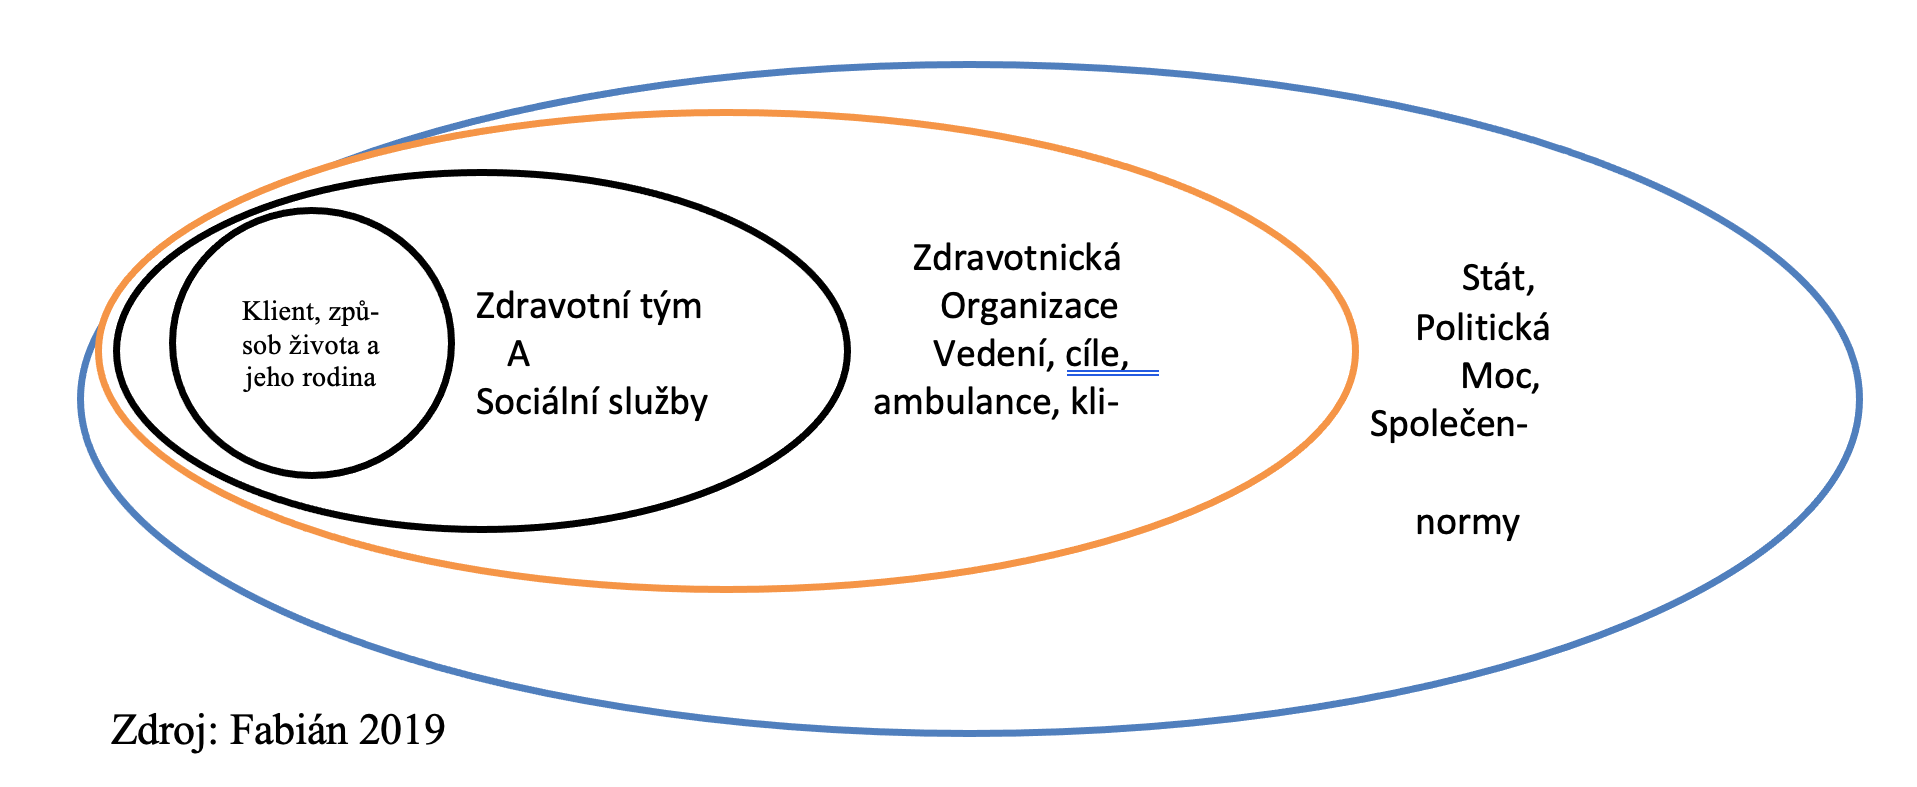 Klient, způ-
sob života a
jeho rodina
Zdravotní tým
A
Sociální služby
Zdravotnická
Organizace
Vedení, cíle,
ambulance, kli-
Stát,
Politická
Moc,
Společen-
normy
Zdroj: Fabián 2019